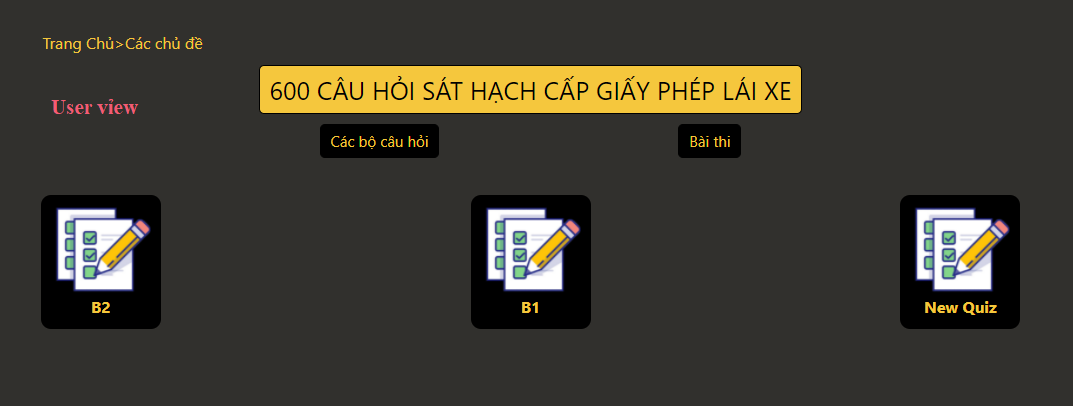 Trang Chủ>Các chủ đề
600 CÂU HỎI SÁT HẠCH CẤP GIẤY PHÉP LÁI XE
User view
Các bộ câu hỏi
Bài thi
B2
B1
New Quiz